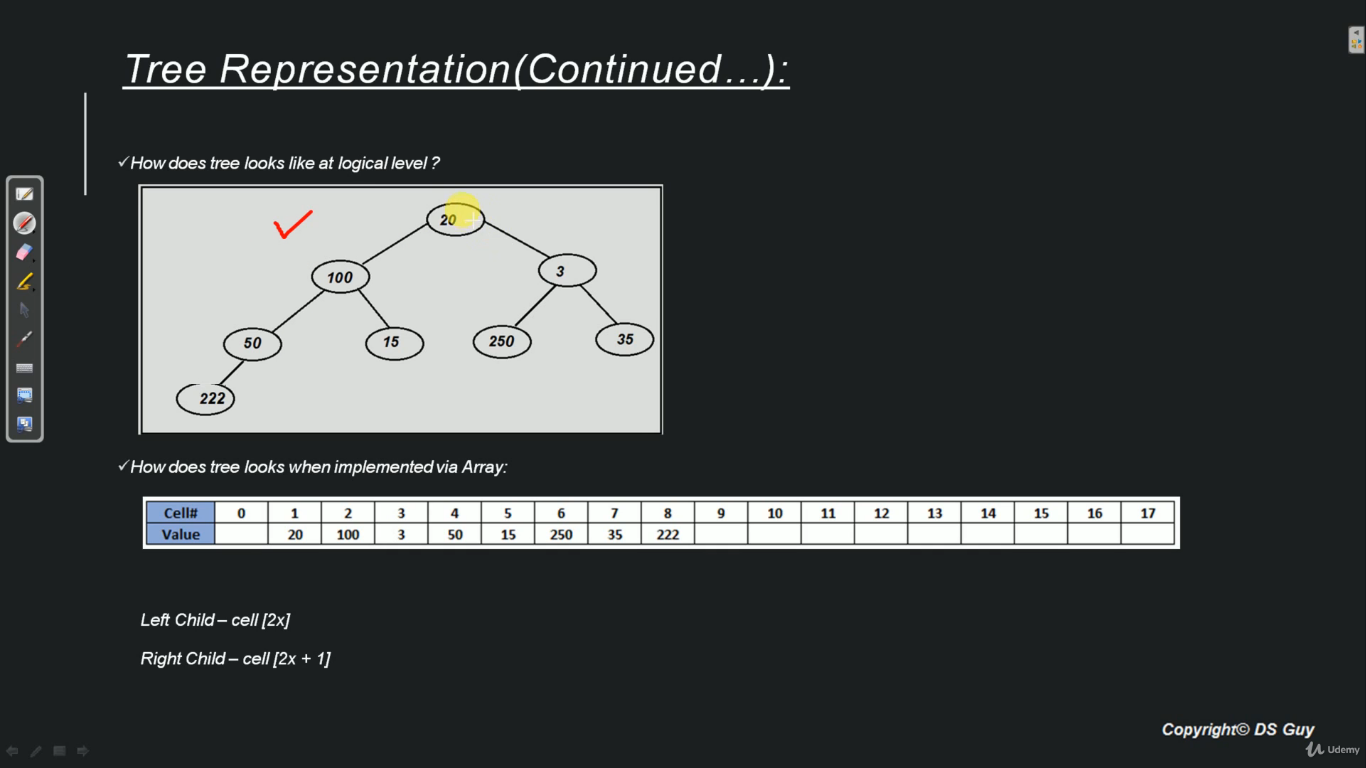 Tree Representation(Continued…):
✓How does tree looks like at logical level ?
20
100
3
50
15
250
35
222
✓How does tree looks when implemented via Array:
Cell# 0 1 2 3 4 5 6 7 8 9 10 11 12 13 14 15 16 17
Value 20 100 3 50 15 250 35 222
Left Child – cell [2x]
Right Child – cell [2x + 1]
Copyright© DS Guy
Udemy